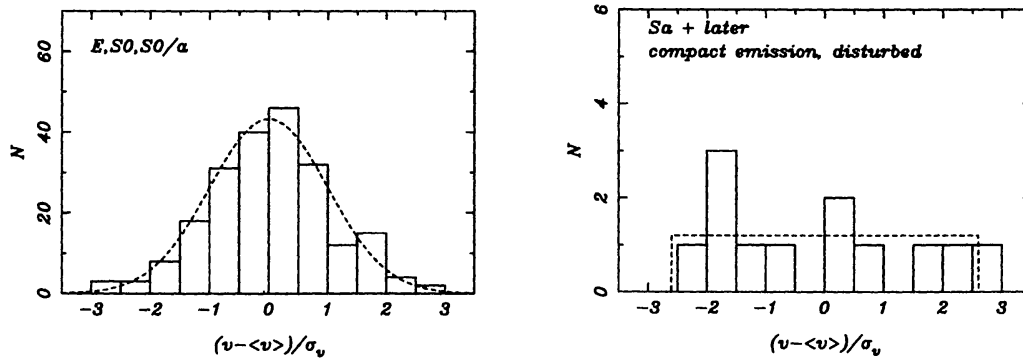 E,S0,S0/a
N
60
40
20
0
−3 −2 −1 0 1 2 3
(v−<v>)/σv
Sa + later
compact emission, disturbed
N
6
4
2
0
−3 −2 −1 0 1 2 3
(v−<v>)/σv